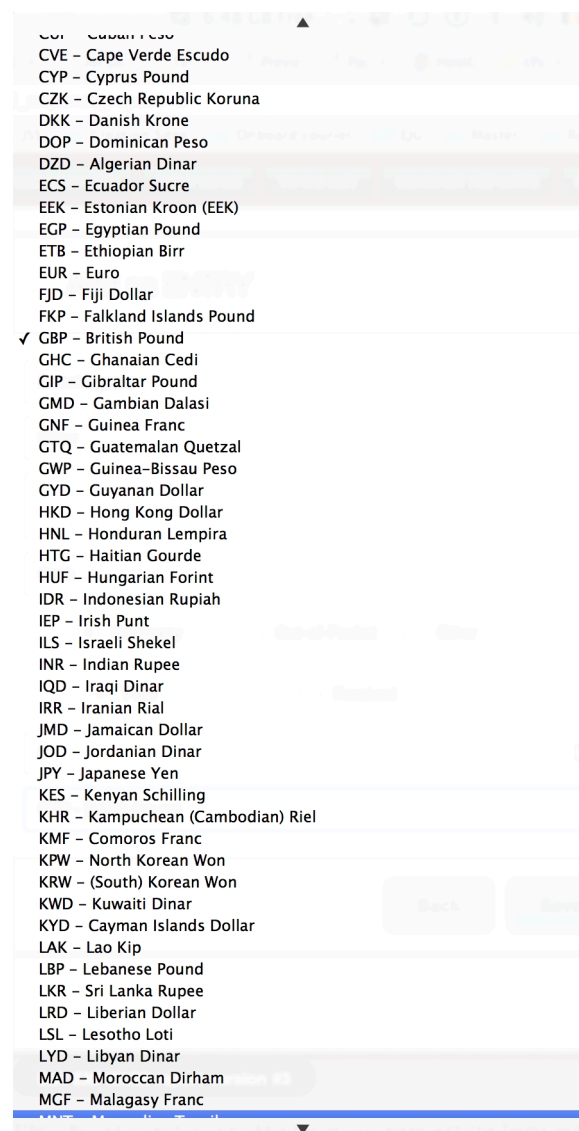 CUP – Cuban Peso
CVE – Cape Verde Escudo
CYP – Cyprus Pound
CZK – Czech Republic Koruna
DKK – Danish Krone
DOP – Dominican Peso
DZD – Algerian Dinar
ECS – Ecuador Sucre
EEK – Estonian Kroon (EEK)
EGP – Egyptian Pound
ETB – Ethiopian Birr
EUR – Euro
FJD – Fiji Dollar
FKP – Falkland Islands Pound
✓ GBP – British Pound
GHC – Ghanaian Cedi
GIP – Gibraltar Pound
GMD – Gambian Dalasi
GNF – Guinea Franc
GTQ – Guatemalan Quetzal
GWP – Guinea-Bissau Peso
GYD – Guyanan Dollar
HKD – Hong Kong Dollar
HNL – Honduran Lempira
HTG – Haitian Gourde
HUF – Hungarian Forint
IDR – Indonesian Rupiah
IEP – Irish Punt
ILS – Israeli Shekel
INR – Indian Rupee
IQD – Iraqi Dinar
IRR – Iranian Rial
JMD – Jamaican Dollar
JOD – Jordanian Dinar
JPY – Japanese Yen
KES – Kenyan Schilling
KHR – Kampuchean (Cambodian) Riel
KMF – Comoros Franc
KPW – North Korean Won
KRW – (South) Korean Won
KWD – Kuwaiti Dinar
KYD – Cayman Islands Dollar
LAK – Lao Kip
LBP – Lebanese Pound
LKR – Sri Lanka Rupee
LRD – Liberian Dollar
LSL – Lesotho Loti
LYD – Libyan Dinar
MAD – Moroccan Dirham
MGF – Malagasy Franc